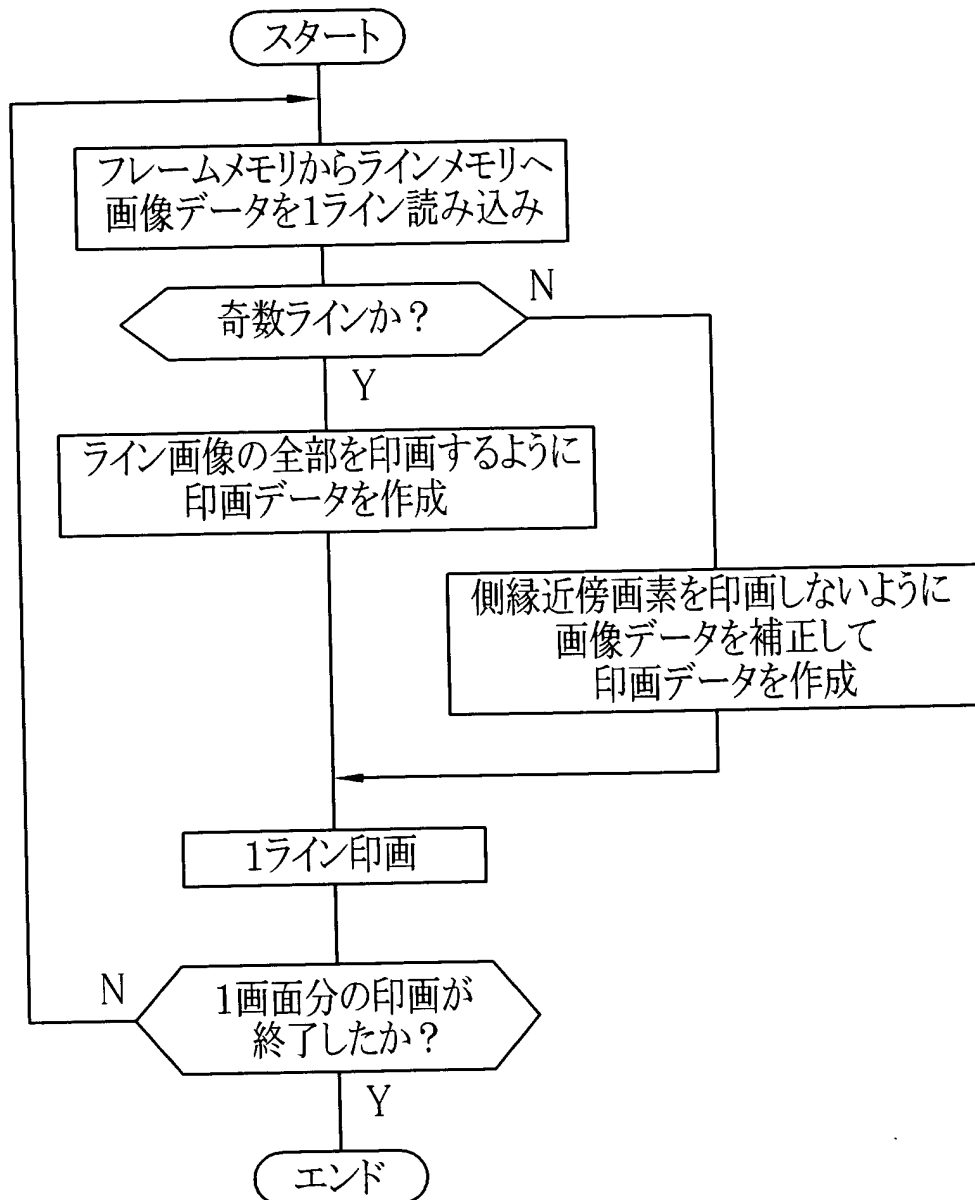 スタート
フレームメモリからラインメモリへ
画像データを1ライン読み込み
奇数ラインか?
N
Y
ライン画像の全部を印画するように
印画データを作成
側縁近傍画素を印画しないように
画像データを補正して
印画データを作成
1ライン印画
1画面分の印画が
終了したか?
N
Y
エンド